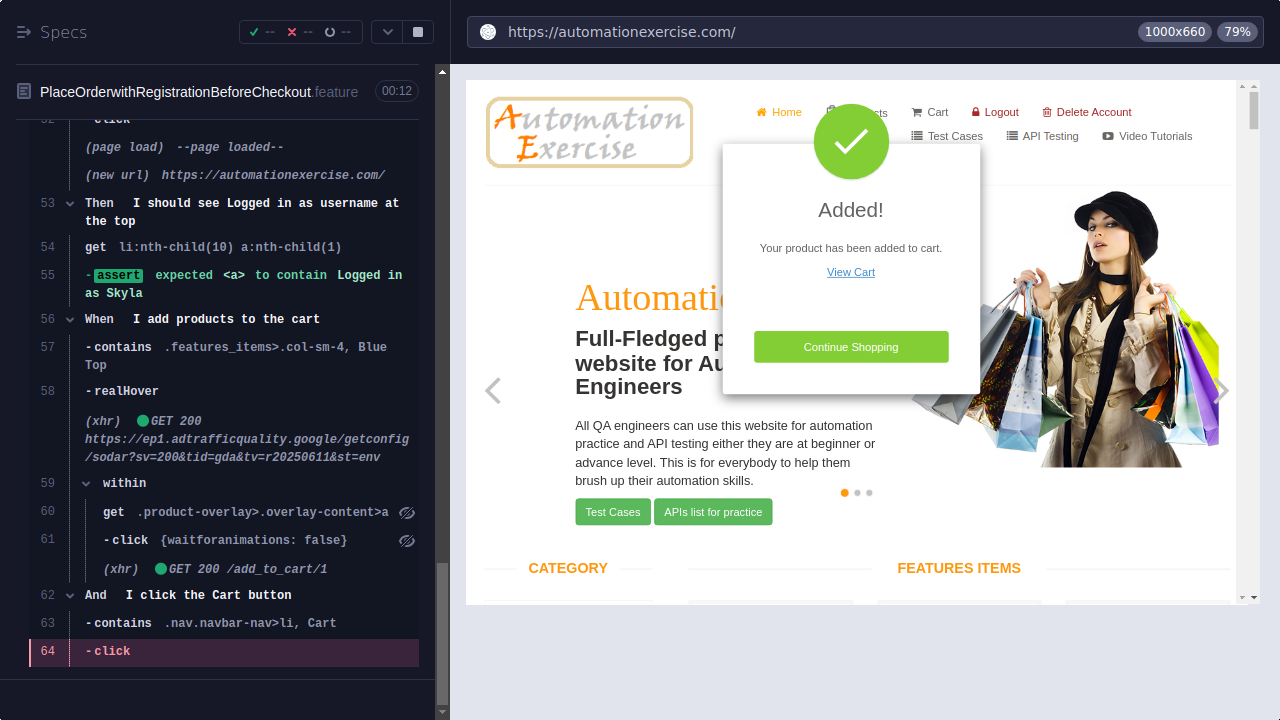 Specs
-- -- --
https://automationexercise.com/
1000x660
79%
PlaceOrderwithRegistrationBeforeCheckout.feature
00:12
52 -click
(page load) --page loaded--
(new url) https://automationexercise.com/
53 Then I should see Logged in as username at
the top
54 get li:nth-child(10) a:nth-child(1)
55 -assert expected <a> to contain Logged in
as Skyla
56 When I add products to the cart
57 -contains .features_items>.col-sm-4, Blue
Top
58 -realHover
(xhr) GET 200
https://ep1.adtrafficquality.google/getconfig
/sodar?sv=200&tid=gda&tv=r20250611&st=env
59 within
60 get .product-overlay>.overlay-content>a
61 -click {waitforanimations: false}
(xhr) GET 200 /add_to_cart/1
62 And I click the Cart button
63 -contains .nav.navbar-nav>li, Cart
64 -click
Automation
Exercise
Home
Cart
Logout
Delete Account
Test Cases
API Testing
Video Tutorials
Added!
Your product has been added to cart.
View Cart
Continue Shopping
Full-Fledged
website for
Engineers
All QA engineers can use this website for automation
practice and API testing either they are at beginner or
advance level. This is for everybody to help them
brush up their automation skills.
Test Cases
APIs list for practice
CATEGORY
FEATURES ITEMS